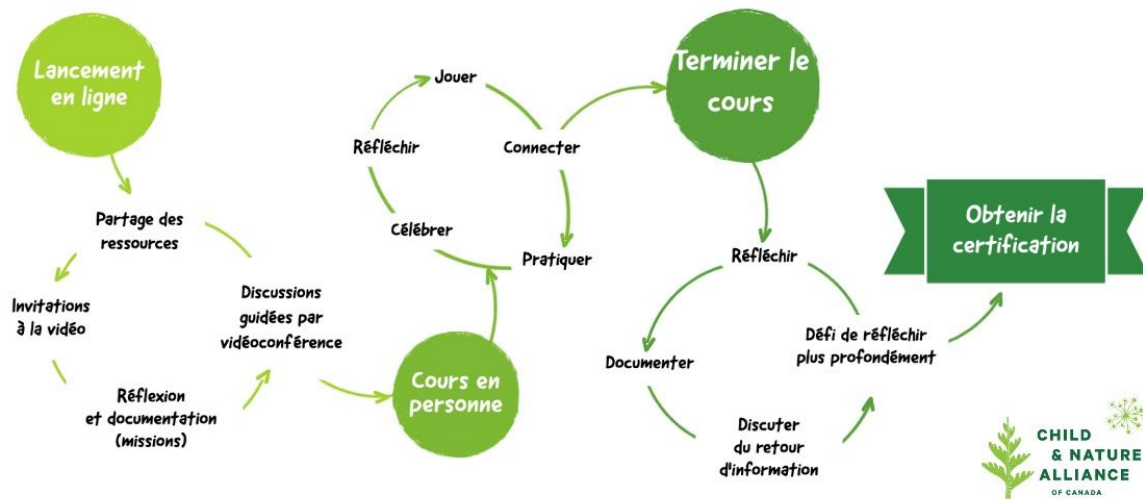 Lancement
en ligne
Partage des
ressources
Invitations
à la vidéo
Réflexion
et documentation
(missions)
Discussions
guidées par
vidéoconférence
Cours en
personne
Célébrer
Réfléchir
Jouer
Connecter
Pratiquer
Terminer le
cours
Réfléchir
Documenter
Discuter
du retour
d'information
Défi de réfléchir
plus profondément
Obtenir la
certification
CHILD
& NATURE
ALLIANCE
OF CANADA